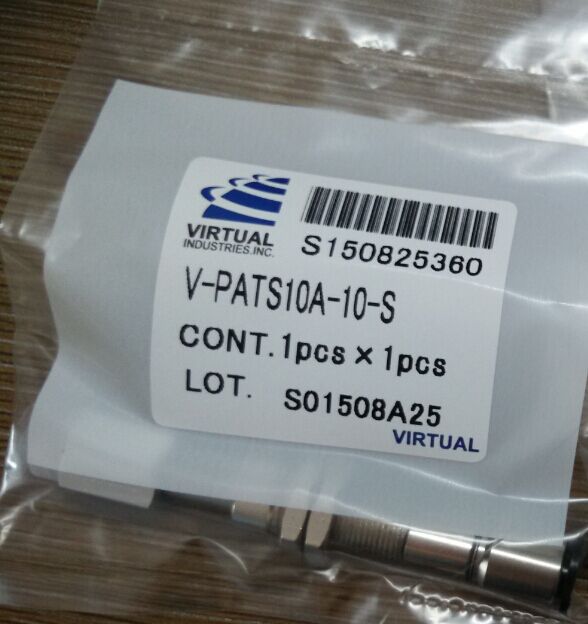 VIRTUAL
INDUSTRIES.INC.
S150825360
V-PATS10A-10-S
CONT. 1pcs × 1pcs
LOT. S01508A25
VIRTUAL